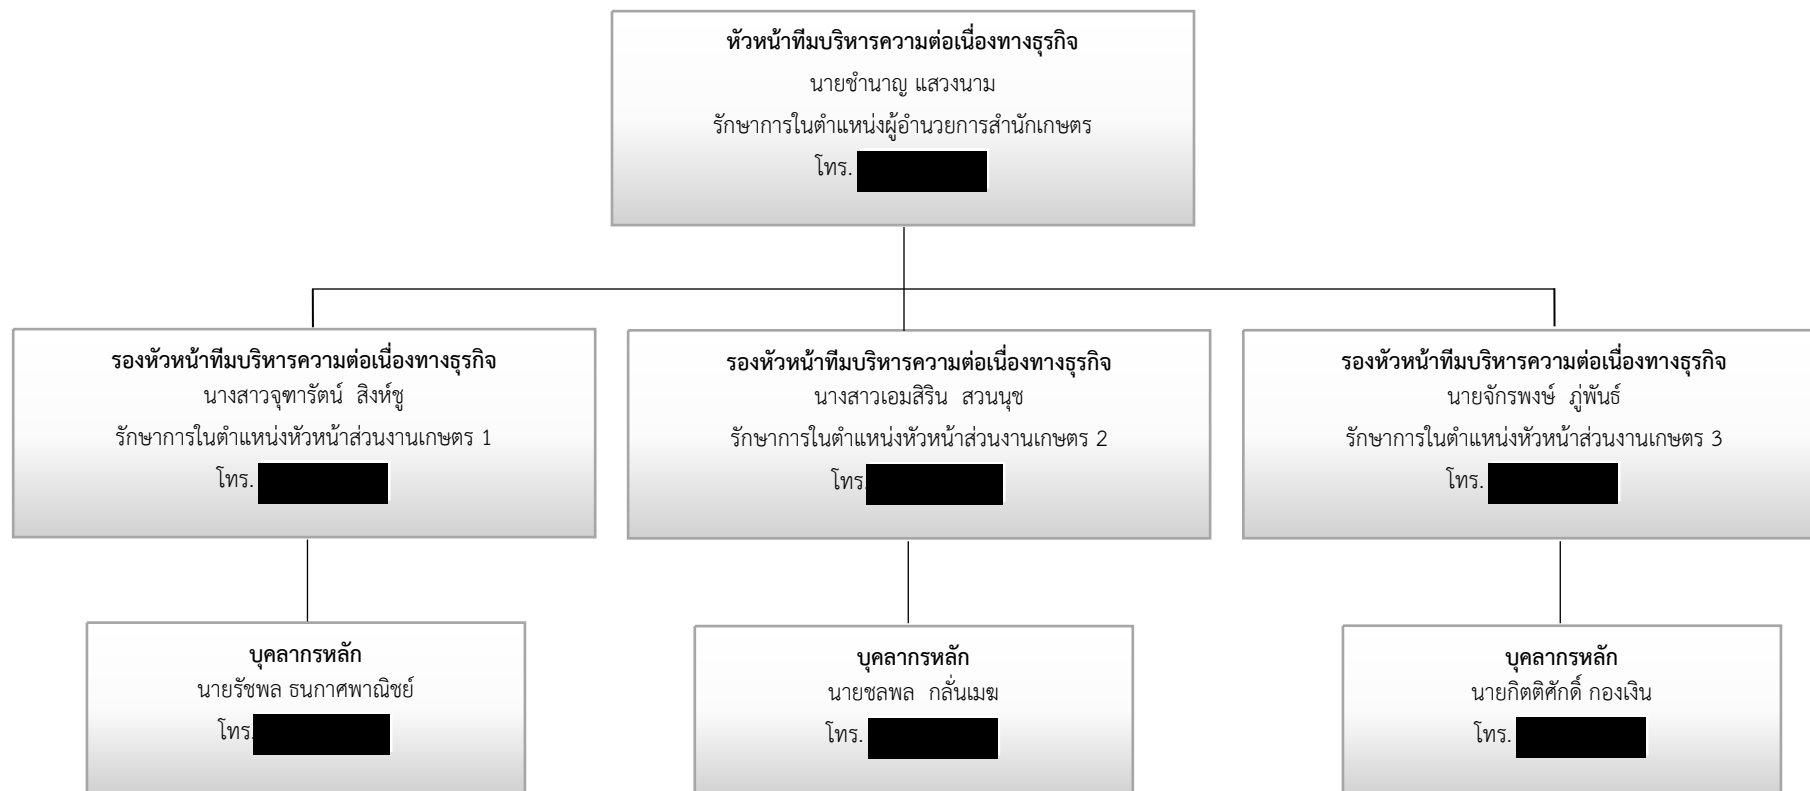 หัวหน้าทีมบริหารความต่อเนื่องทางธุรกิจ
นายชำนาญ แสวงนาม
รักษาการในตำแหน่งผู้อำนวยการสำนักเกษตร
โทร.
รองหัวหน้าทีมบริหารความต่อเนื่องทางธุรกิจ
นางสาวจุฑารัตน์ สิงห์ชู
รักษาการในตำแหน่งหัวหน้าส่วนงานเกษตร 1
โทร.
รองหัวหน้าทีมบริหารความต่อเนื่องทางธุรกิจ
นางสาวเอมสิริน สวนนุช
รักษาการในตำแหน่งหัวหน้าส่วนงานเกษตร 2
โทร.
รองหัวหน้าทีมบริหารความต่อเนื่องทางธุรกิจ
นายจักรพงษ์ ภู่พันธ์
รักษาการในตำแหน่งหัวหน้าส่วนงานเกษตร 3
โทร.
บุคลากรหลัก
นายรัชพล ธนกาศพาณิชย์
โทร.
บุคลากรหลัก
นายชลพล กลั่นเมฆ
โทร.
บุคลากรหลัก
นายกิตติศักดิ์ กองเงิน
โทร.